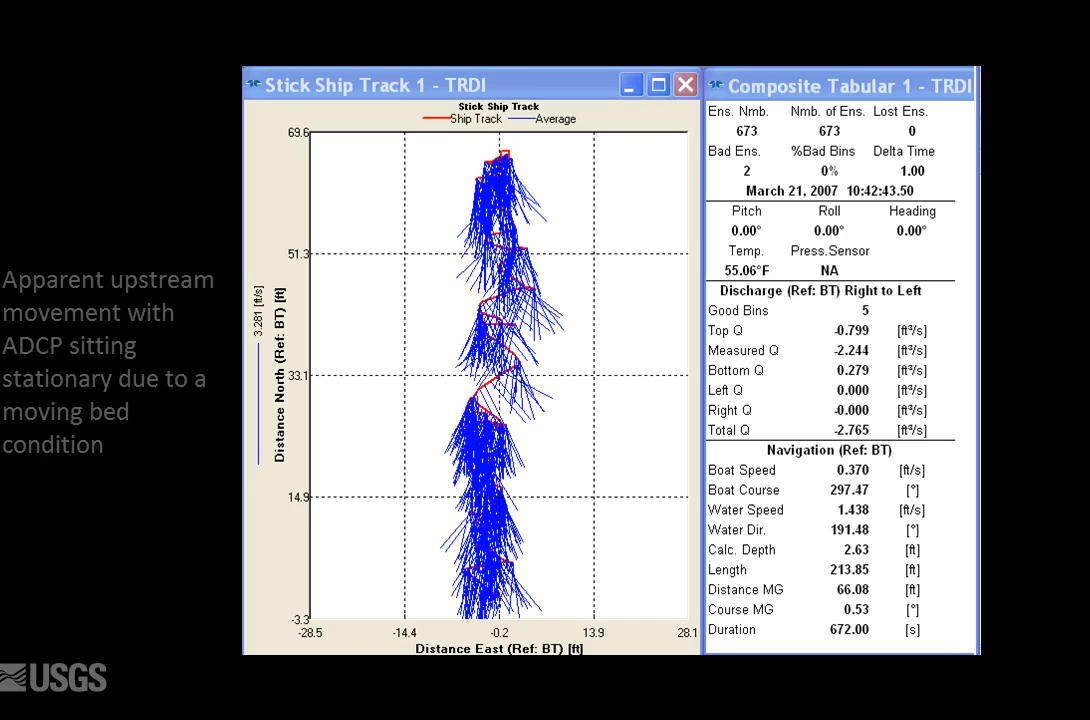 Stick Ship Track 1 - TRDI
Composite Tabular 1 - TRDI
Stick Ship Track
Ship Track Average
69.6
51.3
33.1
14.9
-3.3
-28.5 -14.4 -0.2 13.9 28.1
Distance East (Ref: BT) [ft]
Distance North (Ref: BT) [ft]
3.281 [ft/s]
Ens. Nmb. Nmb. of Ens. Lost Ens.
673 673 0
Bad Ens. %Bad Bins Delta Time
2 0% 1.00
March 21, 2007 10:42:43.50
Pitch Roll Heading
0.00° 0.00° 0.00°
Temp. Press.Sensor
55.06°F NA
Discharge (Ref: BT) Right to Left
Good Bins 5
Top Q -0.799 [ft³/s]
Measured Q -2.244 [ft³/s]
Bottom Q 0.279 [ft³/s]
Left Q 0.000 [ft³/s]
Right Q -0.000 [ft³/s]
Total Q -2.765 [ft³/s]
Navigation (Ref: BT)
Boat Speed 0.370 [ft/s]
Boat Course 297.47 [°]
Water Speed 1.438 [ft/s]
Water Dir. 191.48 [°]
Calc. Depth 2.63 [ft]
Length 213.85 [ft]
Distance MG 66.08 [ft]
Course MG 0.53 [°]
Duration 672.00 [s]
Apparent upstream
movement with
ADCP sitting
stationary due to a
moving bed
condition
USGS